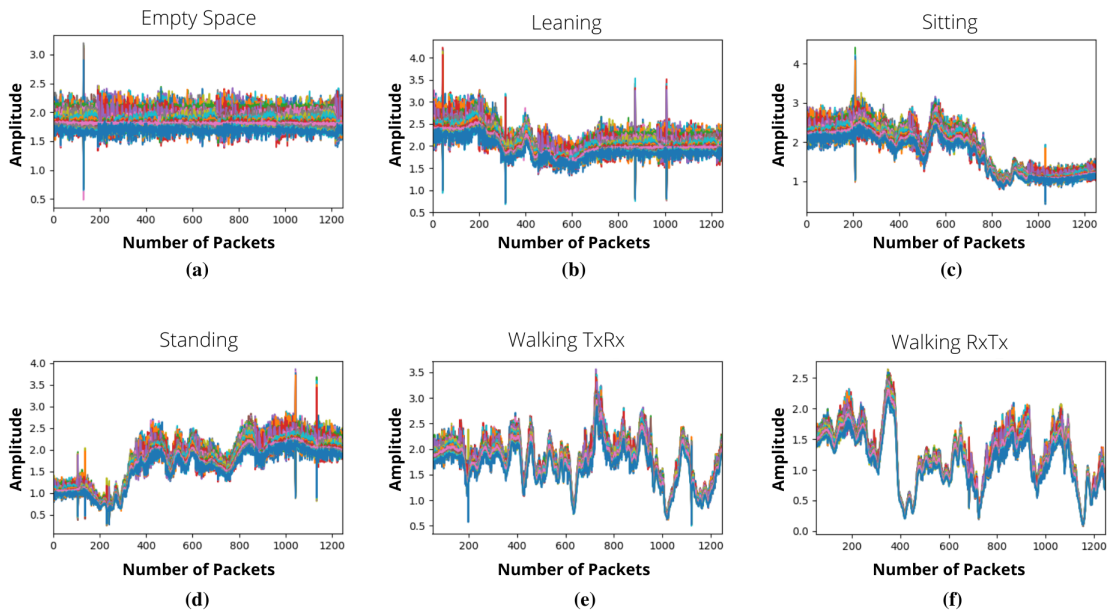 Empty Space
3.0
2.5
2.0
1.5
1.0
0.5
Amplitude
0 200 400 600 800 1000 1200
Number of Packets
(a)
Leaning
4.0
3.5
3.0
2.5
2.0
1.5
1.0
0.5
Amplitude
0 200 400 600 800 1000 1200
Number of Packets
(b)
Sitting
4
3
2
1
Amplitude
0 200 400 600 800 1000 1200
Number of Packets
(c)
Standing
4.0
3.5
3.0
2.5
2.0
1.5
1.0
0.5
Amplitude
0 200 400 600 800 1000 1200
Number of Packets
(d)
Walking TxRx
3.5
3.0
2.5
2.0
1.5
1.0
0.5
Amplitude
200 400 600 800 1000 1200
Number of Packets
(e)
Walking RxTx
2.5
2.0
1.5
1.0
0.5
0.0
Amplitude
200 400 600 800 1000 1200
Number of Packets
(f)